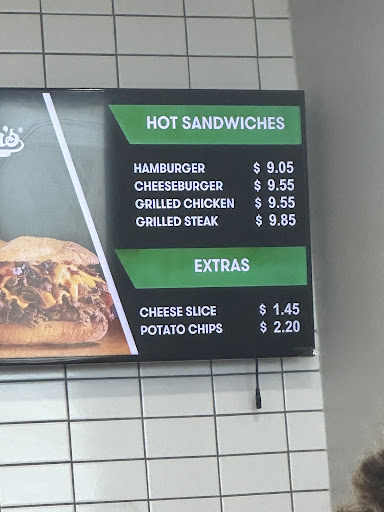 HOT SANDWICHES
HAMBURGER $ 9.05
CHEESEBURGER $ 9.55
GRILLED CHICKEN $ 9.55
GRILLED STEAK $ 9.85
EXTRAS
CHEESE SLICE $ 1.45
POTATO CHIPS $ 2.20